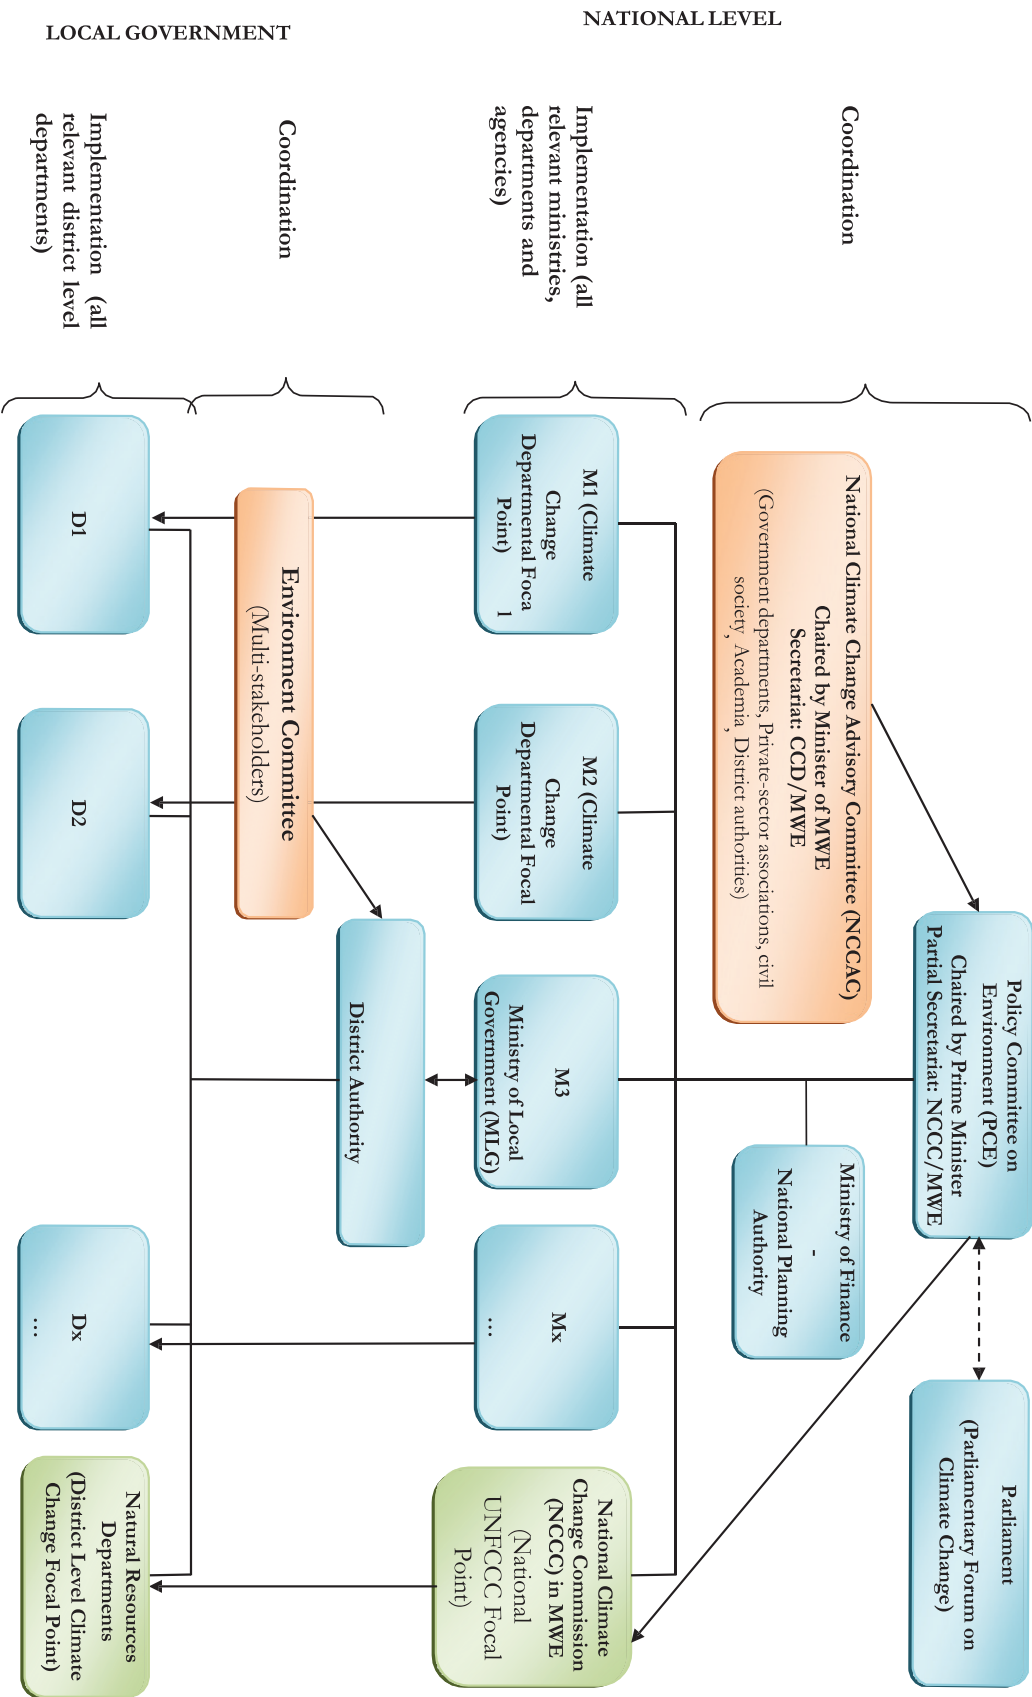 NATIONAL LEVEL
LOCAL GOVERNMENT
Coordination
Implementation (all
relevant ministries,
departments and
agencies)
Coordination
Implementation (all
relevant district level
departments)
Policy Committee on
Environment (PCE)
Chaired by Prime Minister
Partial Secretariat: NCCC/MWE
Parliament
(Parliamentary Forum on
Climate Change)
National Climate Change Advisory Committee (NCCAC)
Chaired by Minister of MWE
Secretariat: CCD/MWE
(Government departments, Private-sector associations, civil
society, Academia, District authorities)
Ministry of Finance
-
National Planning
Authority
M1 (Climate
Change
Departmental Foca
l
Point)
M2 (Climate
Change
Departmental Focal
Point)
M3
Ministry of Local
Government (MLG)
Mx
...
National Climate
Change Commission
(NCCC) in MWE
(National
UNFCCC Focal
Point)
Environment Committee
(Multi-stakeholders)
District Authority
D1
D2
Dx
...
Natural Resources
Departments
(District Level Climate
Change Focal Point)